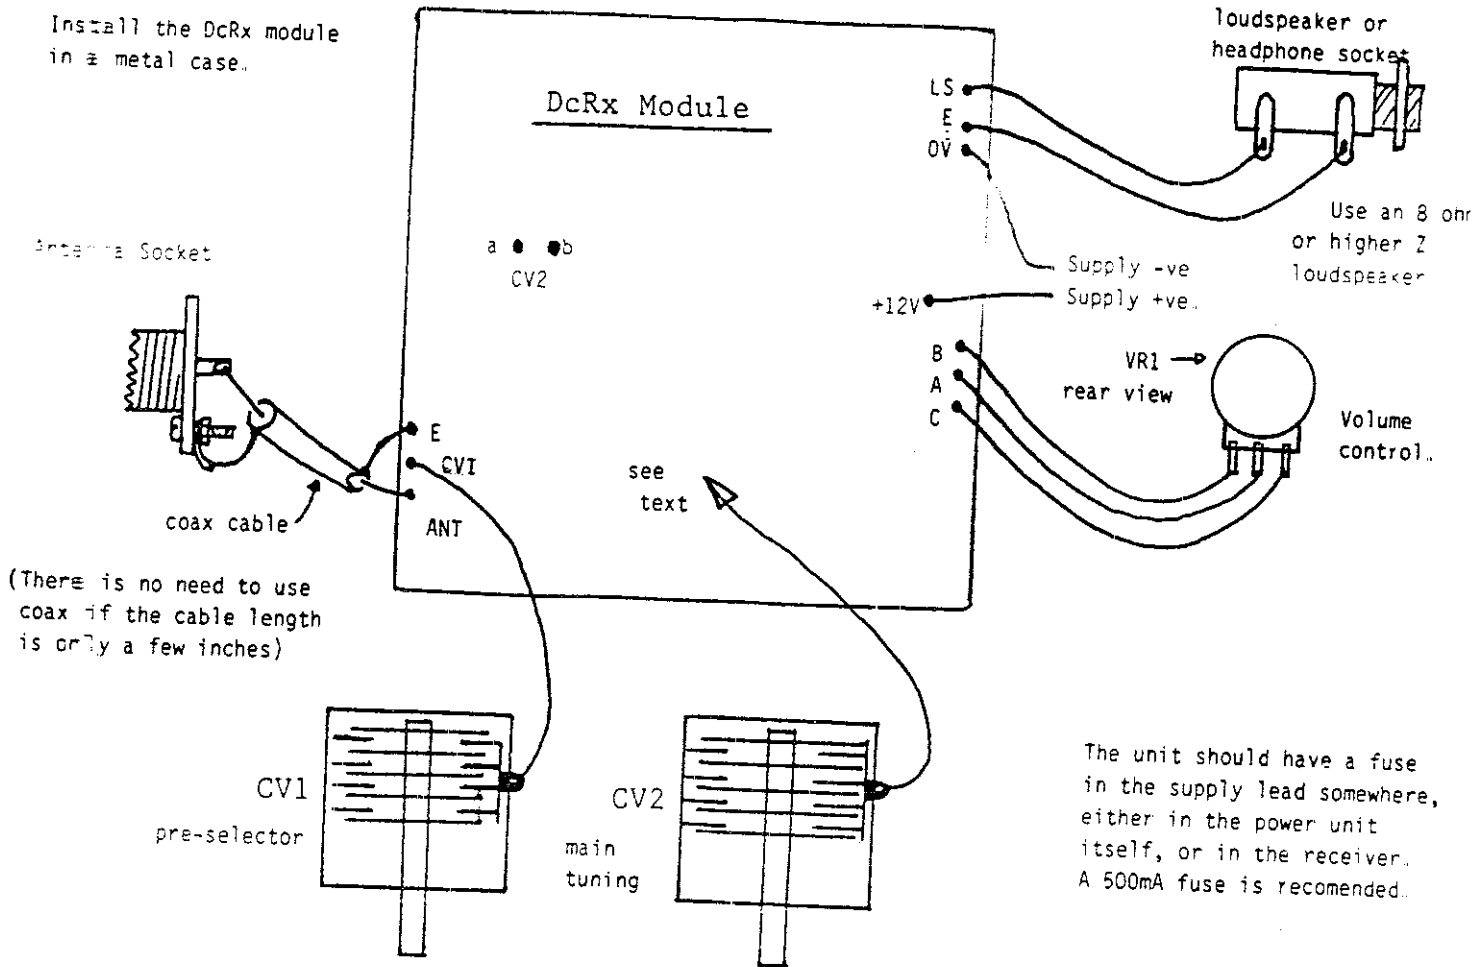 Install the DcRx module
in a metal case.
DcRx Module
loudspeaker or
headphone socket
LS
E
0V
Use an 8 ohm
or higher Z
loudspeaker
Antenna Socket
a
b
CV2
Supply -ve
+12V
Supply +ve.
B
A
C
VR1
rear view
Volume
control.
E
CV1
ANT
see
text
coax cable
(There is no need to use
coax if the cable length
is only a few inches)
CV1
pre-selector
CV2
main
tuning
The unit should have a fuse
in the supply lead somewhere,
either in the power unit
itself, or in the receiver.
A 500mA fuse is recomended.